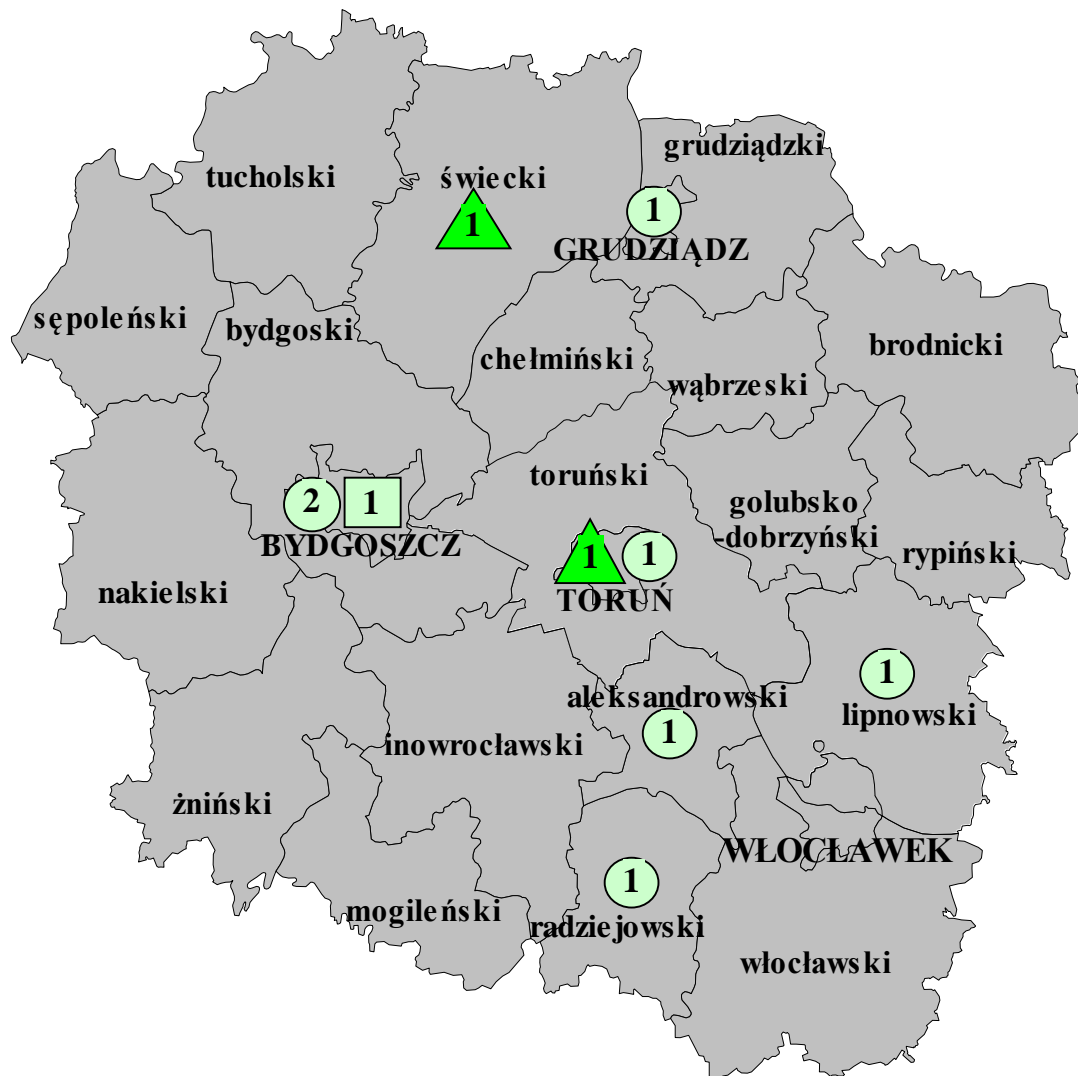 grudziądzki
tucholski
świecki
1
1
GRUDZIĄDZ
sępoleński
bydgoski
brodnicki
chełmiński
wąbrzeski
toruński
golubsko
-dobrzyński
2
1
BYDGOSZCZ
rypiński
1
1
TORUŃ
nakielski
1
lipnowski
aleksandrowski
1
inowrocławski
żniński
WŁOCŁAWEK
1
mogileński
radziejowski
włocławski